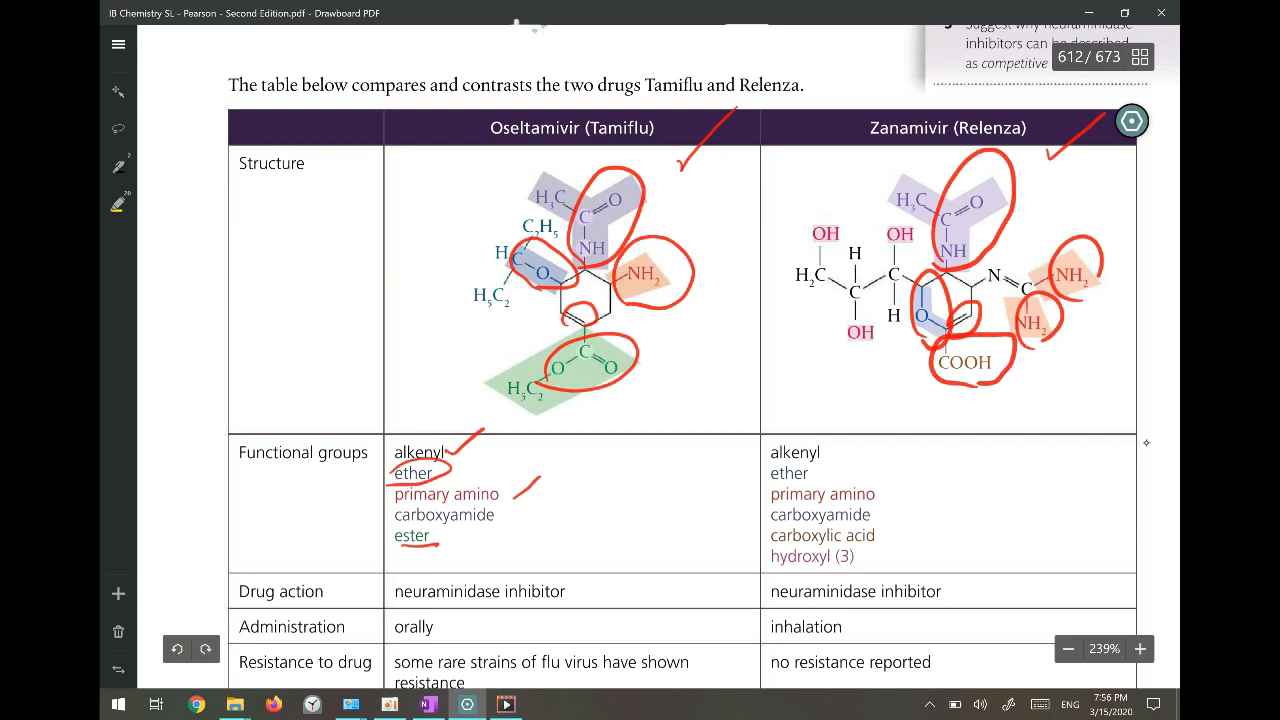 IB Chemistry SL - Pearson - Second Edition.pdf - Drawboard PDF
inhibitors can be described
as competitive
612 / 673
The table below compares and contrasts the two drugs Tamiflu and Relenza.
Oseltamivir (Tamiflu)
Zanamivir (Relenza)
Structure
H₃C
C
O
NH
C₂H₅
H
C
O
H₅C₂
NH₂
C
O
O
H₅C₂
H₃C
C
O
NH
OH
OH
H
H₂C
C
C
N
C
NH₂
NH₂
OH
H
O
COOH
Functional groups
alkenyl
ether
primary amino
carboxyamide
ester
alkenyl
ether
primary amino
carboxyamide
carboxylic acid
hydroxyl (3)
Drug action
neuraminidase inhibitor
neuraminidase inhibitor
Administration
orally
inhalation
Resistance to drug
some rare strains of flu virus have shown
resistance
no resistance reported
239%
2
20
ENG
7:56 PM
3/15/2020